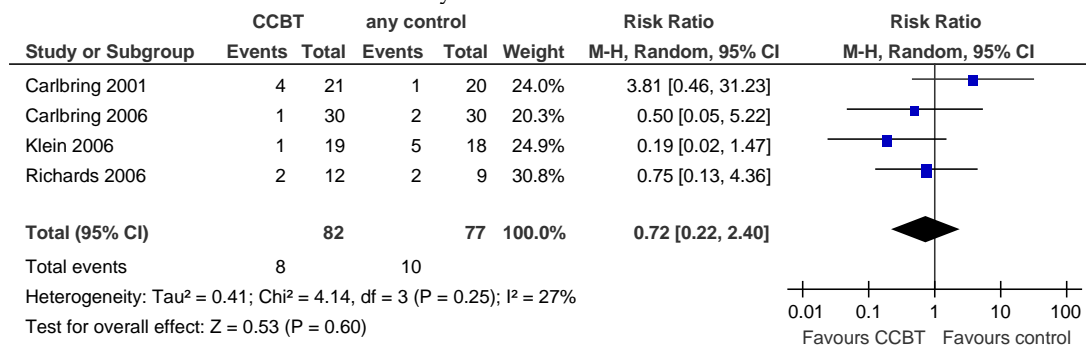 CCBT any control Risk Ratio Risk Ratio
Study or Subgroup Events Total Events Total Weight M-H, Random, 95% CI M-H, Random, 95% CI
Carlbring 2001 4 21 1 20 24.0% 3.81 [0.46, 31.23]
Carlbring 2006 1 30 2 30 20.3% 0.50 [0.05, 5.22]
Klein 2006 1 19 5 18 24.9% 0.19 [0.02, 1.47]
Richards 2006 2 12 2 9 30.8% 0.75 [0.13, 4.36]
Total (95% CI) 82 77 100.0% 0.72 [0.22, 2.40]
Total events 8 10
Heterogeneity: Tau² = 0.41; Chi² = 4.14, df = 3 (P = 0.25); I² = 27%
Test for overall effect: Z = 0.53 (P = 0.60)
0.01 0.1 1 10 100
Favours CCBT Favours control